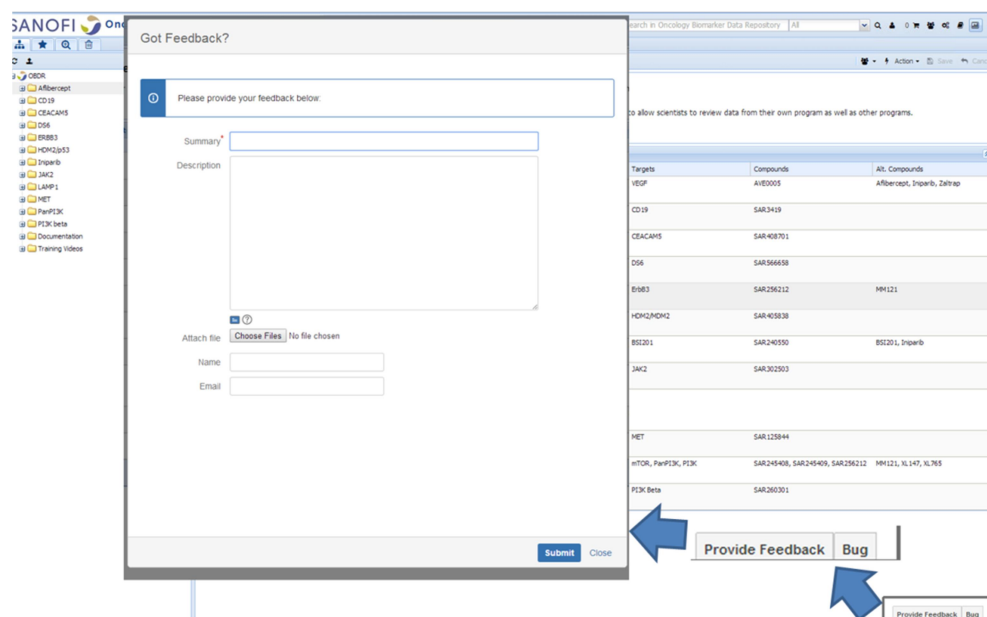 SANOFI
Search in Oncology Biomarker Data Repository
All
0
Action
Save
OBDR
Aflibercept
CD19
CEACAM5
DS6
ERBB3
HDM2/p53
Iniparib
JAK2
LAMP1
MET
PanPI3K
PI3K beta
Documentation
Training Videos
Got Feedback?
Please provide your feedback below:
Summary*
Description
Attach file
Choose Files No file chosen
Name
Email
Submit Close
to allow scientists to review data from their own program as well as other programs.
Targets Compounds Alt. Compounds
VEGF AVE0005 Aflibercept, Iniparib, Zaltrap
CD19 SAR3419
CEACAM5 SAR408701
DS6 SAR566658
ErbB3 SAR256212 MM121
HDM2/MDM2 SAR405838
BSI201 SAR240550 BSI201, Iniparib
JAK2 SAR302503
MET SAR125844
mTOR, PanPI3K, PI3K SAR245408, SAR245409, SAR256212 MM121, XL147, XL765
PI3K Beta SAR260301
Provide Feedback Bug
Provide Feedback Bug